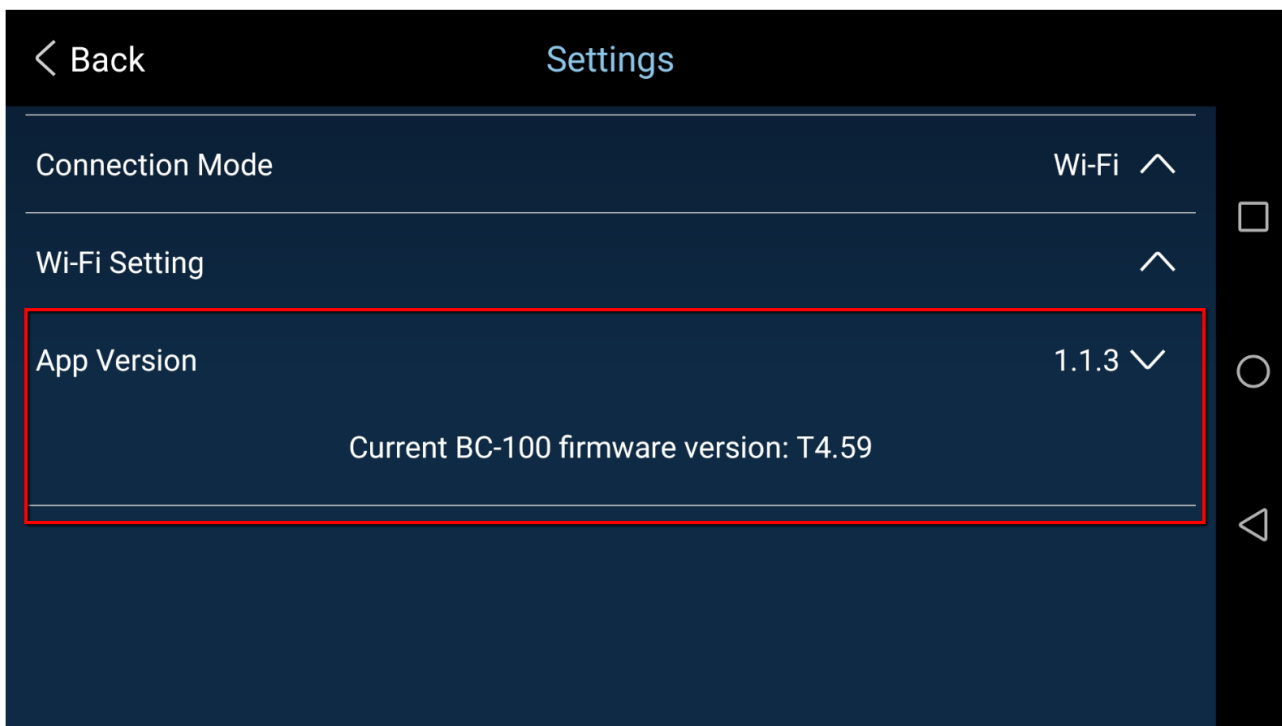 Back
Settings
Connection Mode Wi-Fi
Wi-Fi Setting
App Version 1.1.3
Current BC-100 firmware version: T4.59